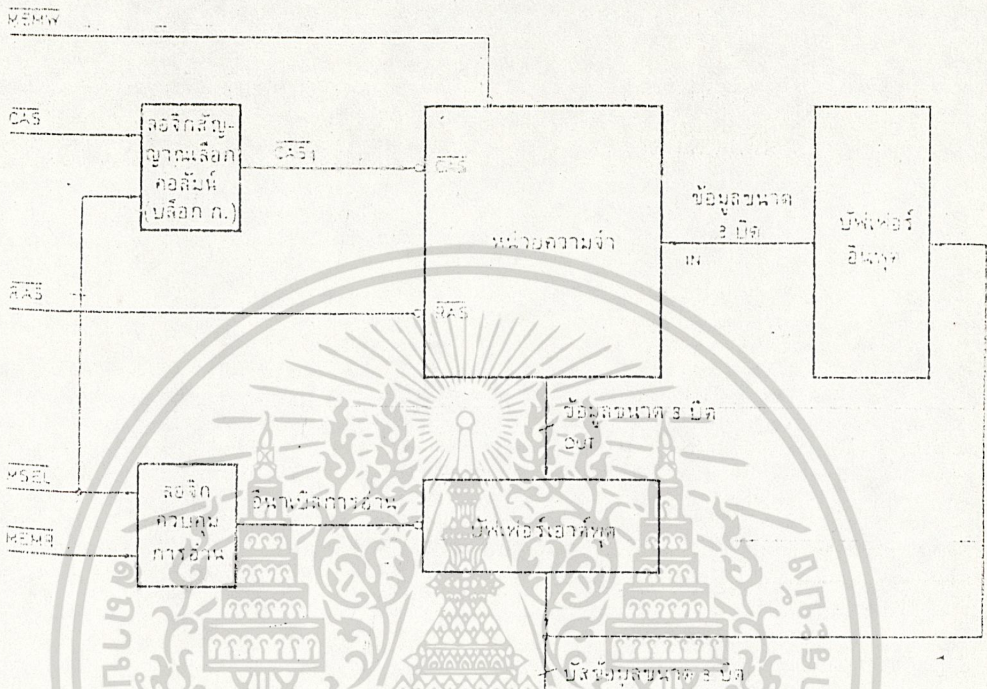 MEMW
CAS
ลอจิกสัญ-
ญาณเลือก
คอลัมน์
(บล็อก ก.)
CAS1
CAS
หน่วยความจำ
ข้อมูลขนาด
8 บิต
IN
บัฟเฟอร์
อินพุต
RAS
RAS
ข้อมูลขนาด 8 บิต
OUT
MSEL
MEMR
ลอจิก
ควบคุม
การอ่าน
อีนาเบิลการอ่าน
บัฟเฟอร์เอาต์พุต
บัสข้อมูลขนาด 8 บิต